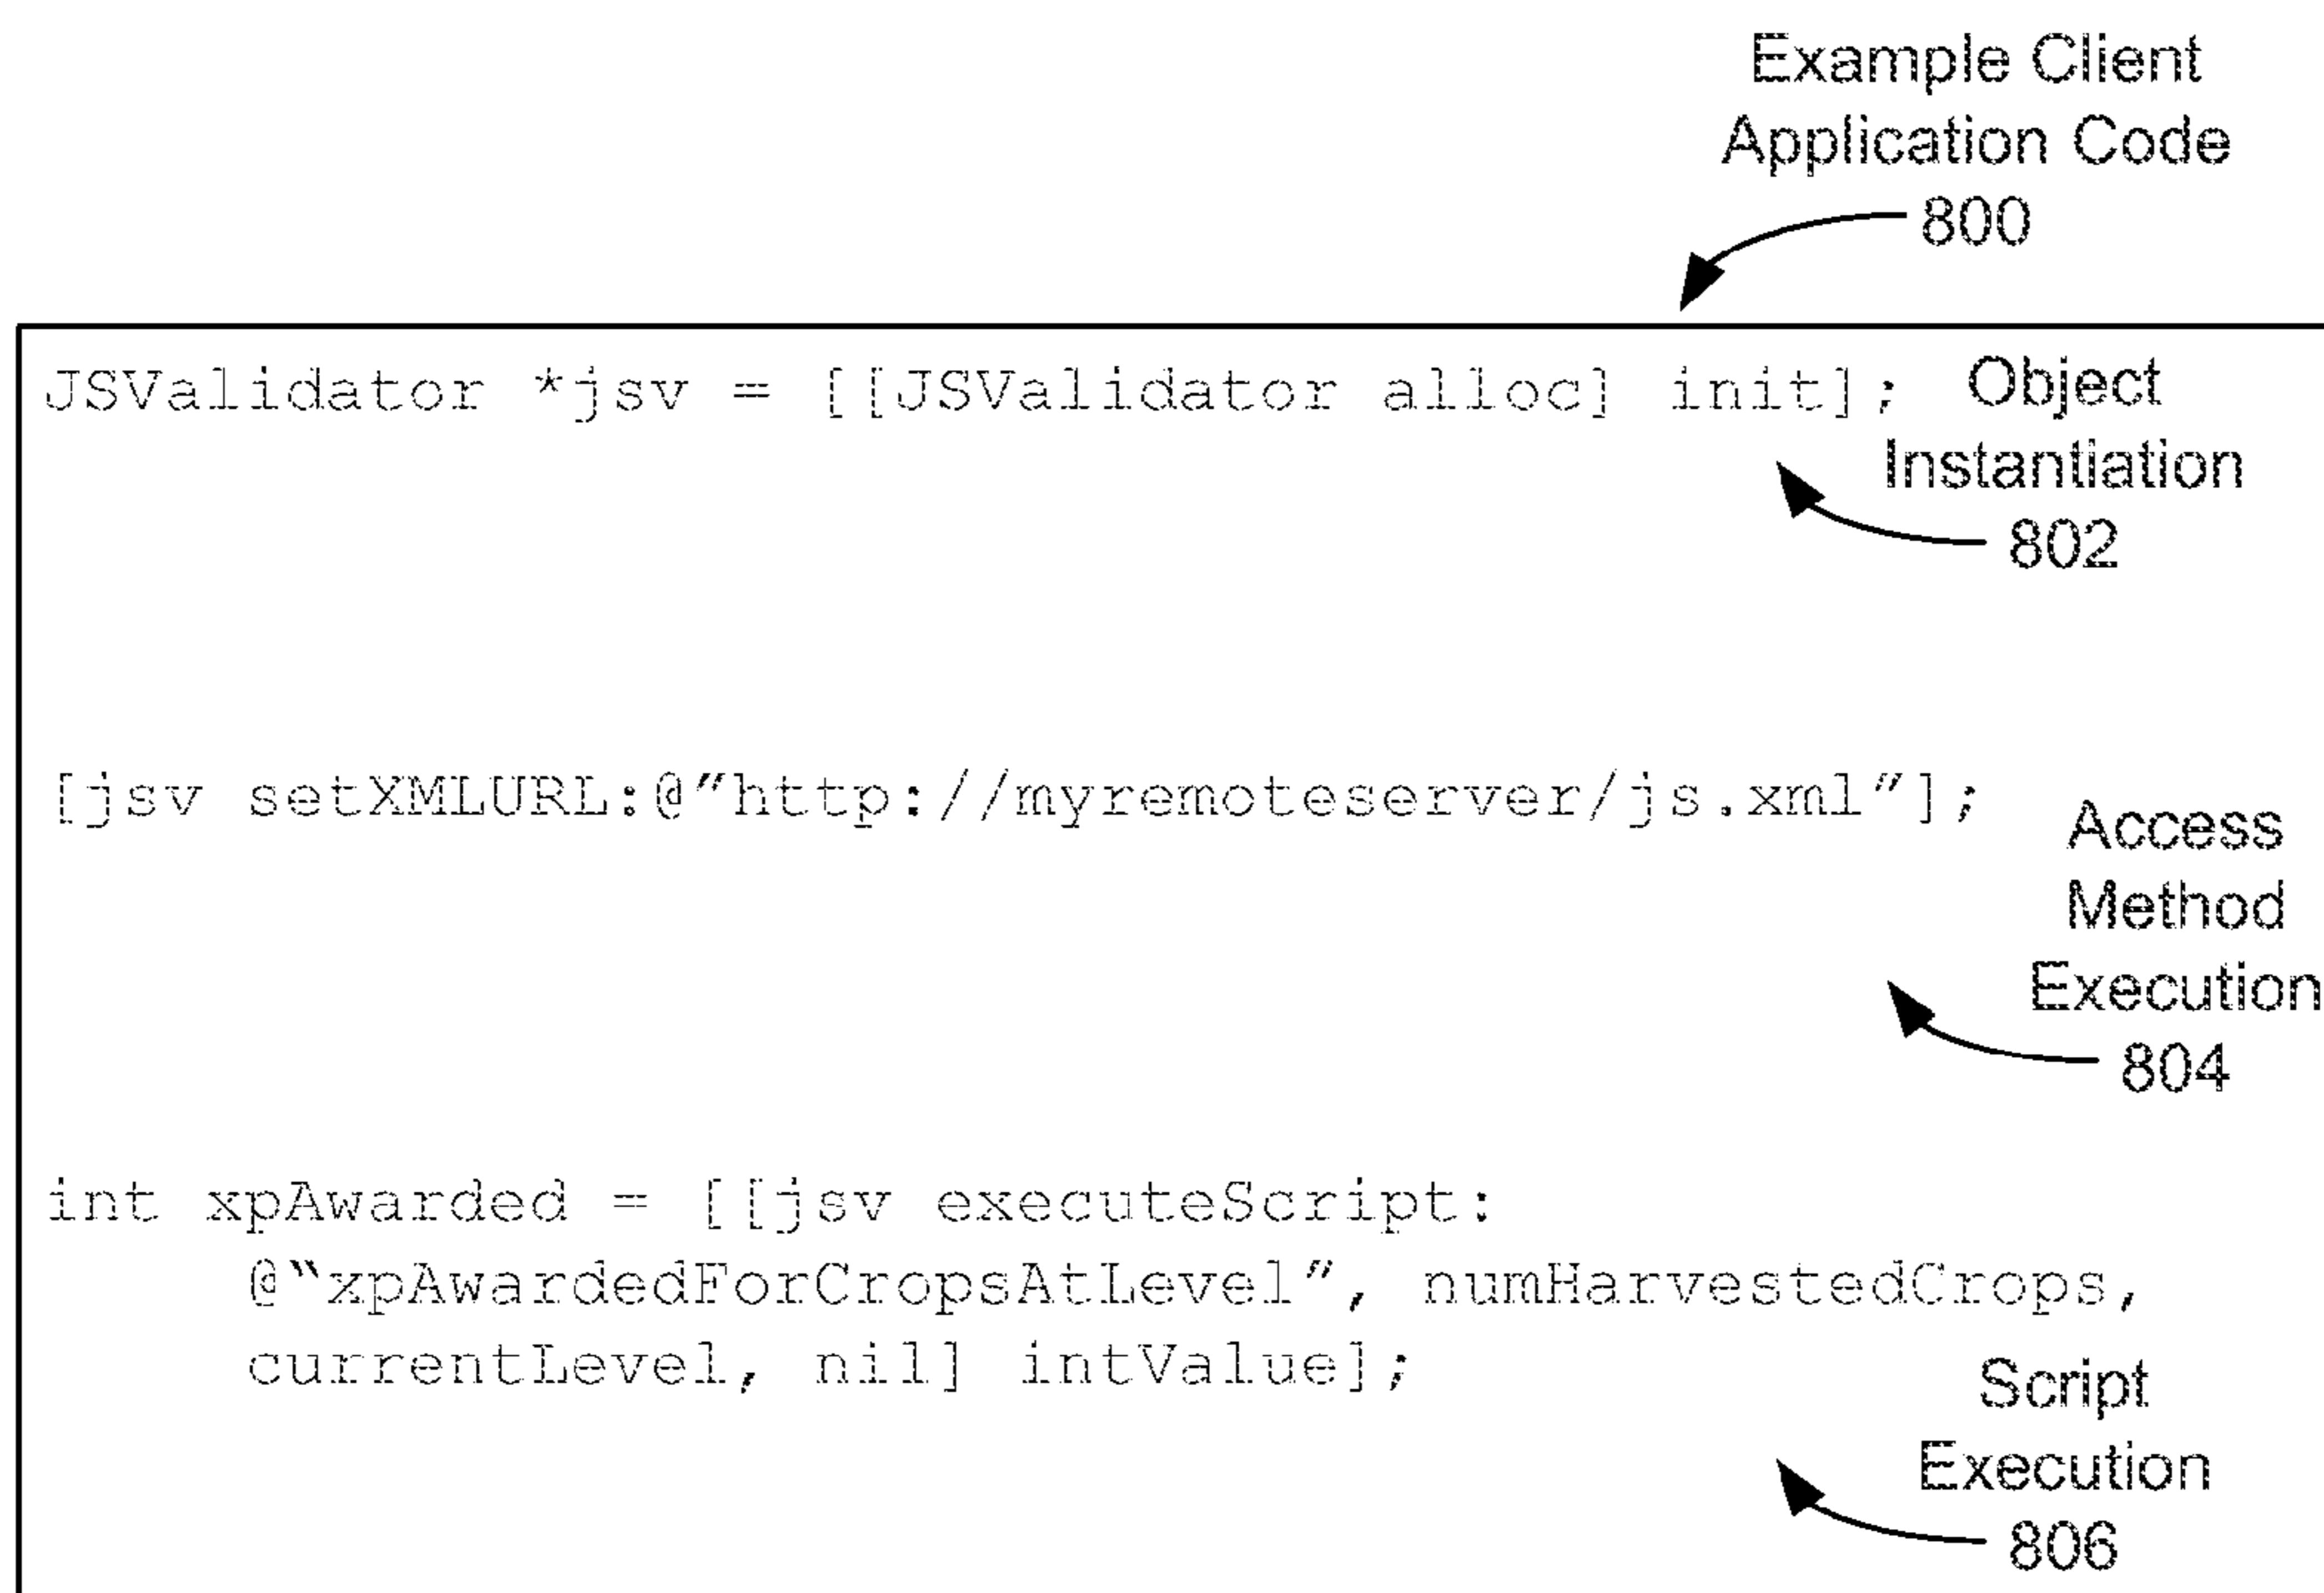 Example Client
Application Code
800
JSValidator *jsv = [[JSValidator alloc] init];
Object
Instantiation
802
[jsv setXMLURL:@”http://myremoteserver/js.xml”];
Access
Method
Execution
804
int xpAwarded = [[jsv executeScript:
@“xpAwardedForCropsAtLevel”, numHarvestedCrops,
currentLevel, nil] intValue];
Script
Execution
806